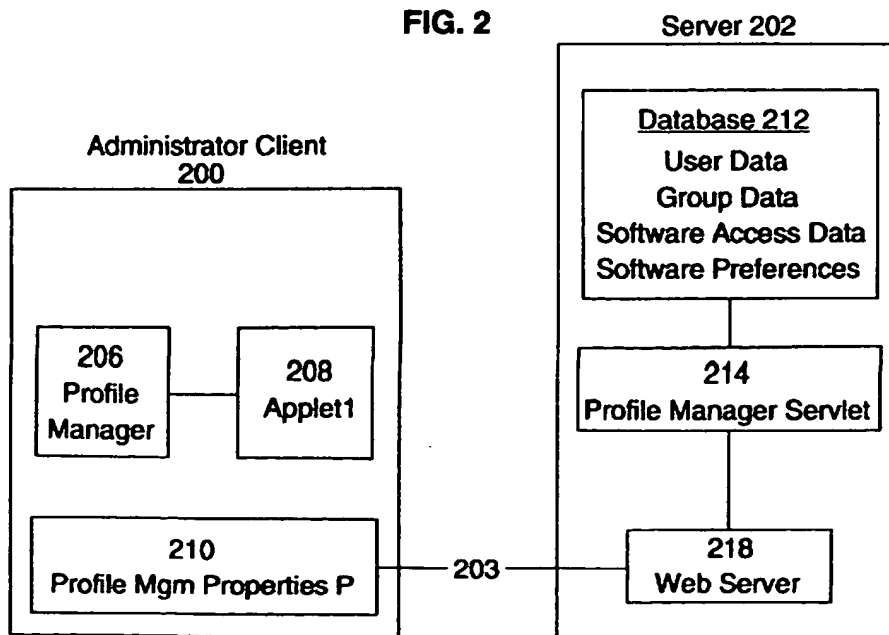 FIG. 2
Server 202
Database 212
User Data
Group Data
Software Access Data
Software Preferences
Administrator Client
200
206
Profile
Manager
208
Applet1
214
Profile Manager Servlet
210
Profile Mgm Properties P
203
218
Web Server